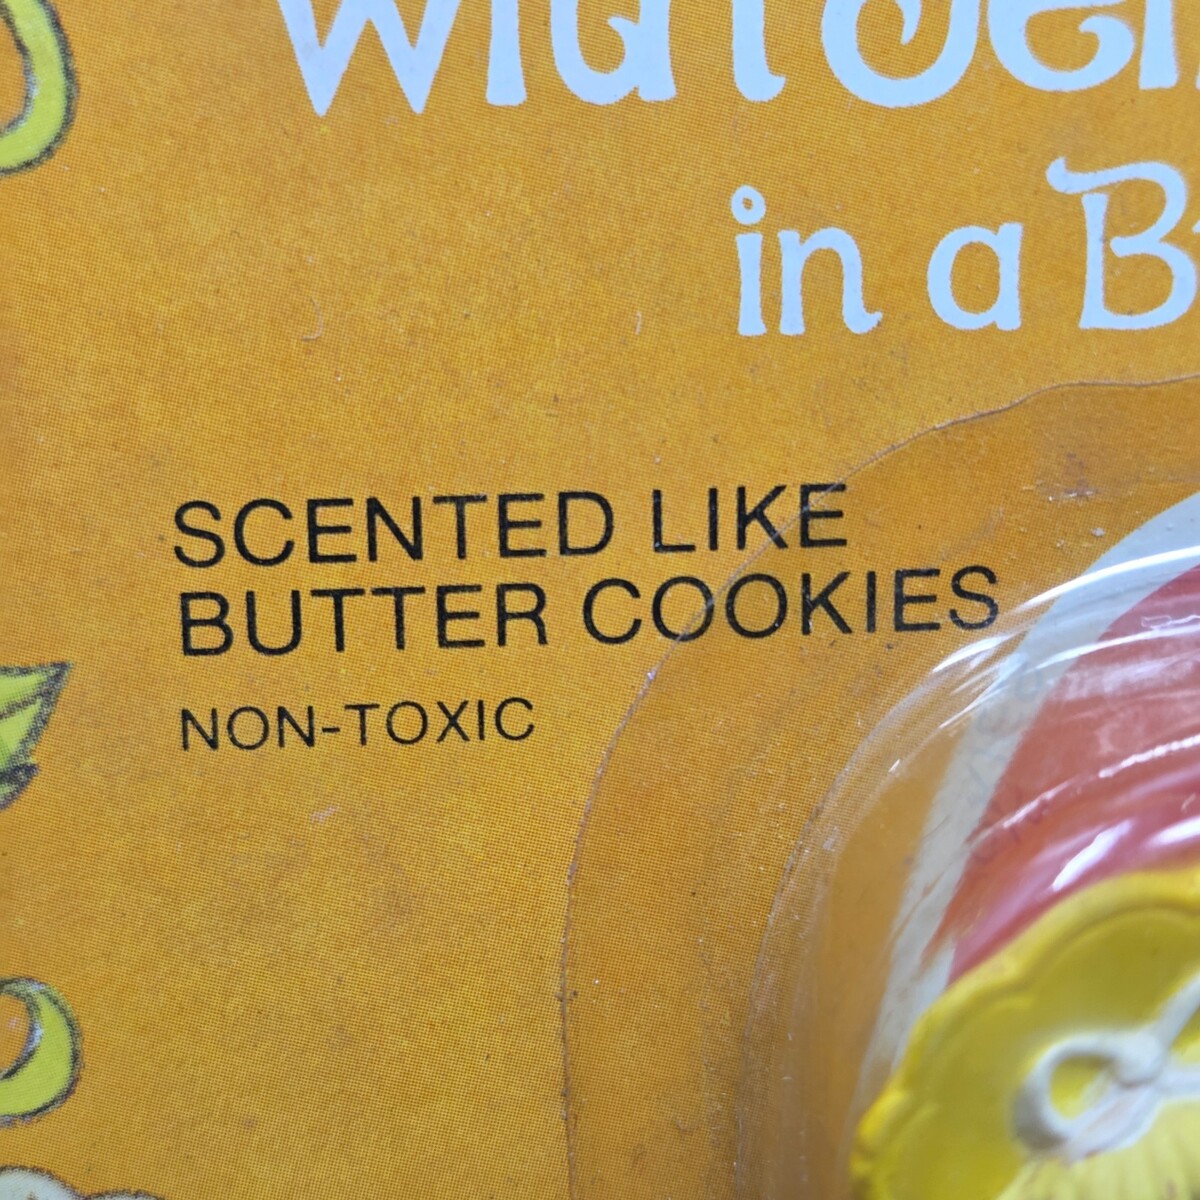 in a
SCENTED LIKE
BUTTER COOKIES
NON-TOXIC